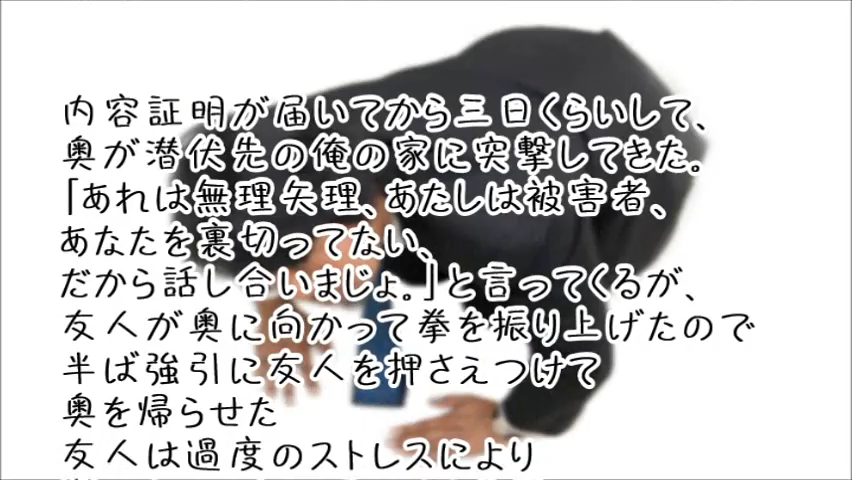 内容証明が届いてから三日くらいして、
奥が潜伏先の俺の家に突撃してきた。
「あれは無理矢理、あたしは被害者、
あなたを裏切ってない、
だから話し合いまじょ。」と言ってくるが、
友人が奥に向かって拳を振り上げたので
半ば強引に友人を押さえつけて
奥を帰らせた
友人は過度のストレスにより